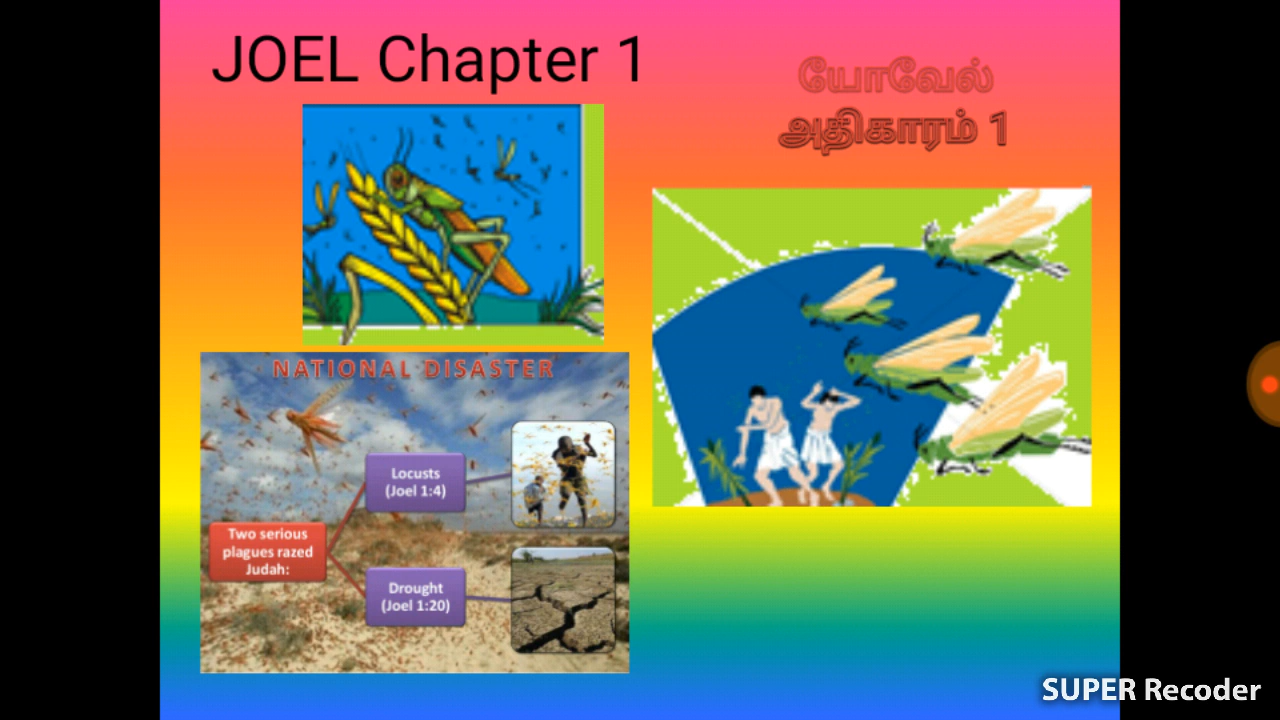 JOEL Chapter 1
யோவேல்
அதிகாரம் 1
NATIONAL DISASTER
Locusts
(Joel 1:4)
Two serious
plagues razed
Judah:
Drought
(Joel 1:20)
SUPER Recoder